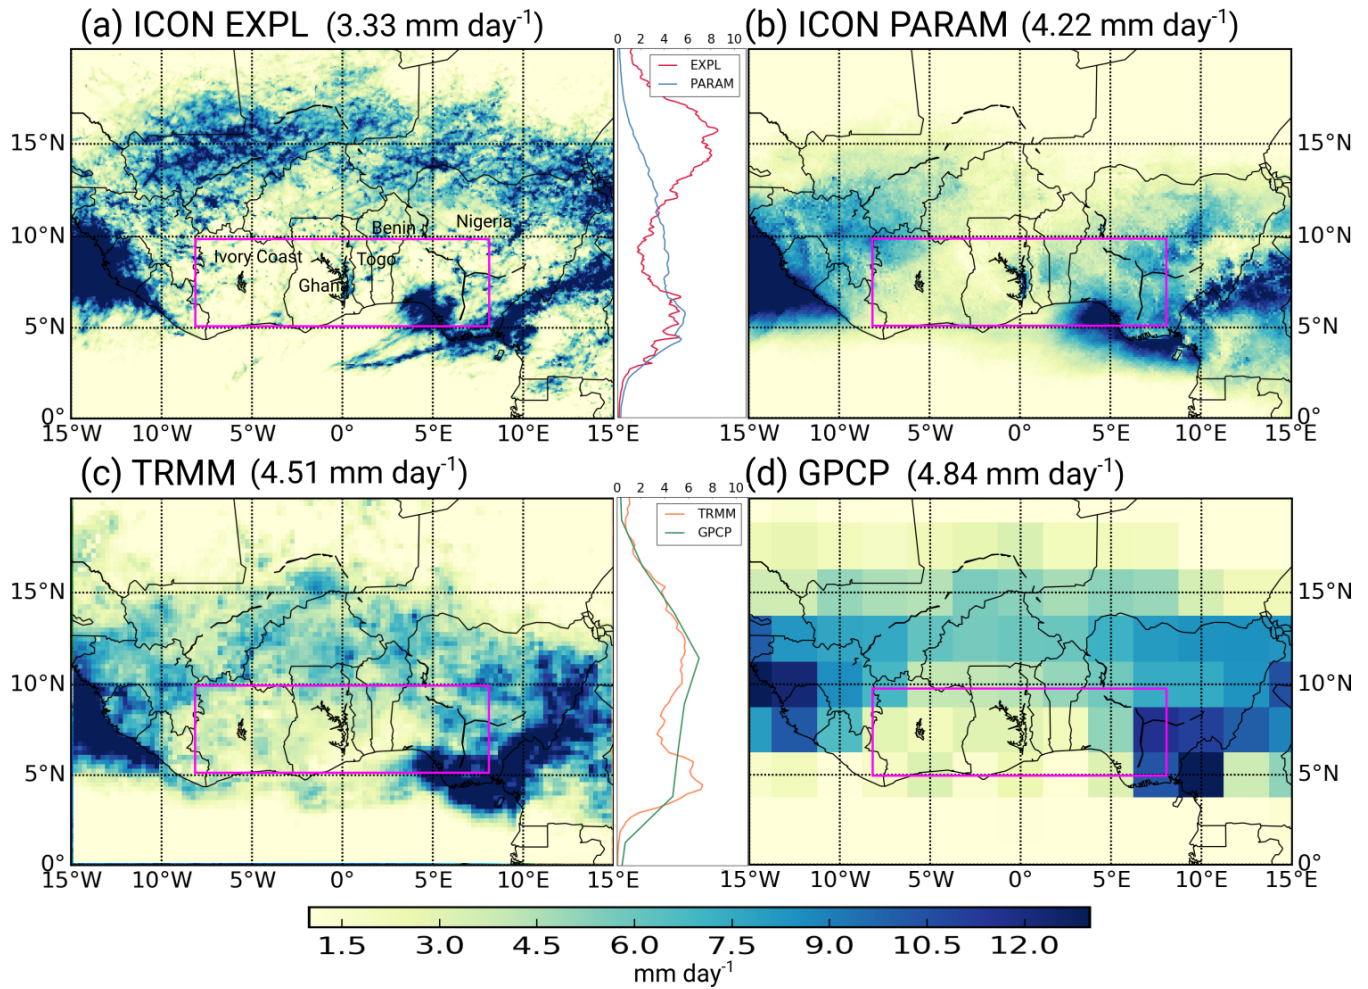 (a) ICON EXPL (3.33 mm day-1)
0 2 4 6 8 10
(b) ICON PARAM (4.22 mm day-1)
EXPL
PARAM
15°N
15°N
Benin
Nigeria
10°N
10°N
Ivory Coast
Togo
Ghana
5°N
5°N
0°
0°
15°W 10°W 5°W 0° 5°E 10°E 15°E
15°W 10°W 5°W 0° 5°E 10°E 15°E
(c) TRMM (4.51 mm day-1)
0 2 4 6 8 10
(d) GPCP (4.84 mm day-1)
TRMM
GPCP
15°N
15°N
10°N
10°N
5°N
5°N
0°
0°
15°W 10°W 5°W 0° 5°E 10°E 15°E
15°W 10°W 5°W 0° 5°E 10°E 15°E
1.5 3.0 4.5 6.0 7.5 9.0 10.5 12.0
mm day-1